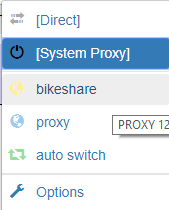 [Direct]
[System Proxy]
bikeshare
proxy
PROXY 12
auto switch
Options